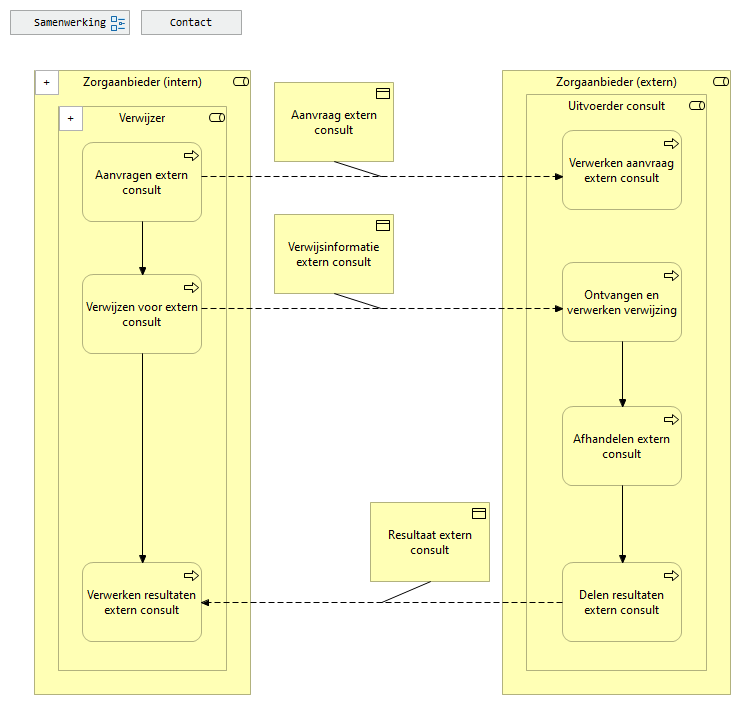 Samenwerking
Contact
+
Zorgaanbieder (intern)
+
Verwijzer
Aanvragen extern
consult
Verwijzen voor extern
consult
Verwerken resultaten
extern consult
Aanvraag extern
consult
Verwijsinformatie
extern consult
Resultaat extern
consult
Zorgaanbieder (extern)
Uitvoerder consult
Verwerken aanvraag
extern consult
Ontvangen en
verwerken verwijzing
Afhandelen extern
consult
Delen resultaten
extern consult